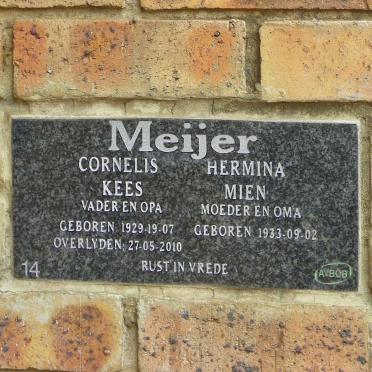 Meijer
CORNELIS HERMINA
KEES MIEN
VADER EN OPA MOEDER EN OMA
GEBOREN 1929-19-07 GEBOREN 1933-09-02
OVERLYDEN, 27-05-2010
RUST IN VREDE
14 AVBOB